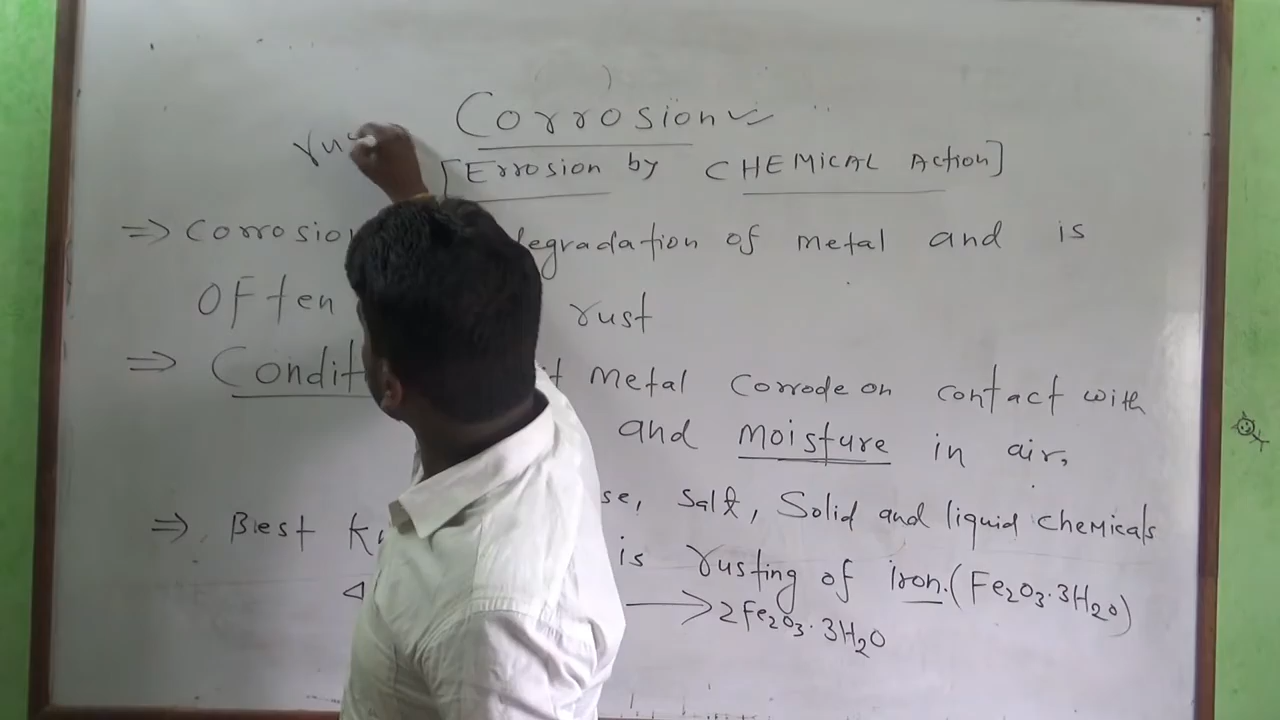 Corrosion
[Errosion by CHEMICAL Action]
⇒ Corrosion degradation of metal and is
OFten rust
⇒ Condit metal Corrode on contact with
and moisture in air,
se, Salt, Solid and liquid chemicals
⇒ Best is rusting of iron. (Fe2O3.3H2O)
→ 2Fe2O3.3H2O